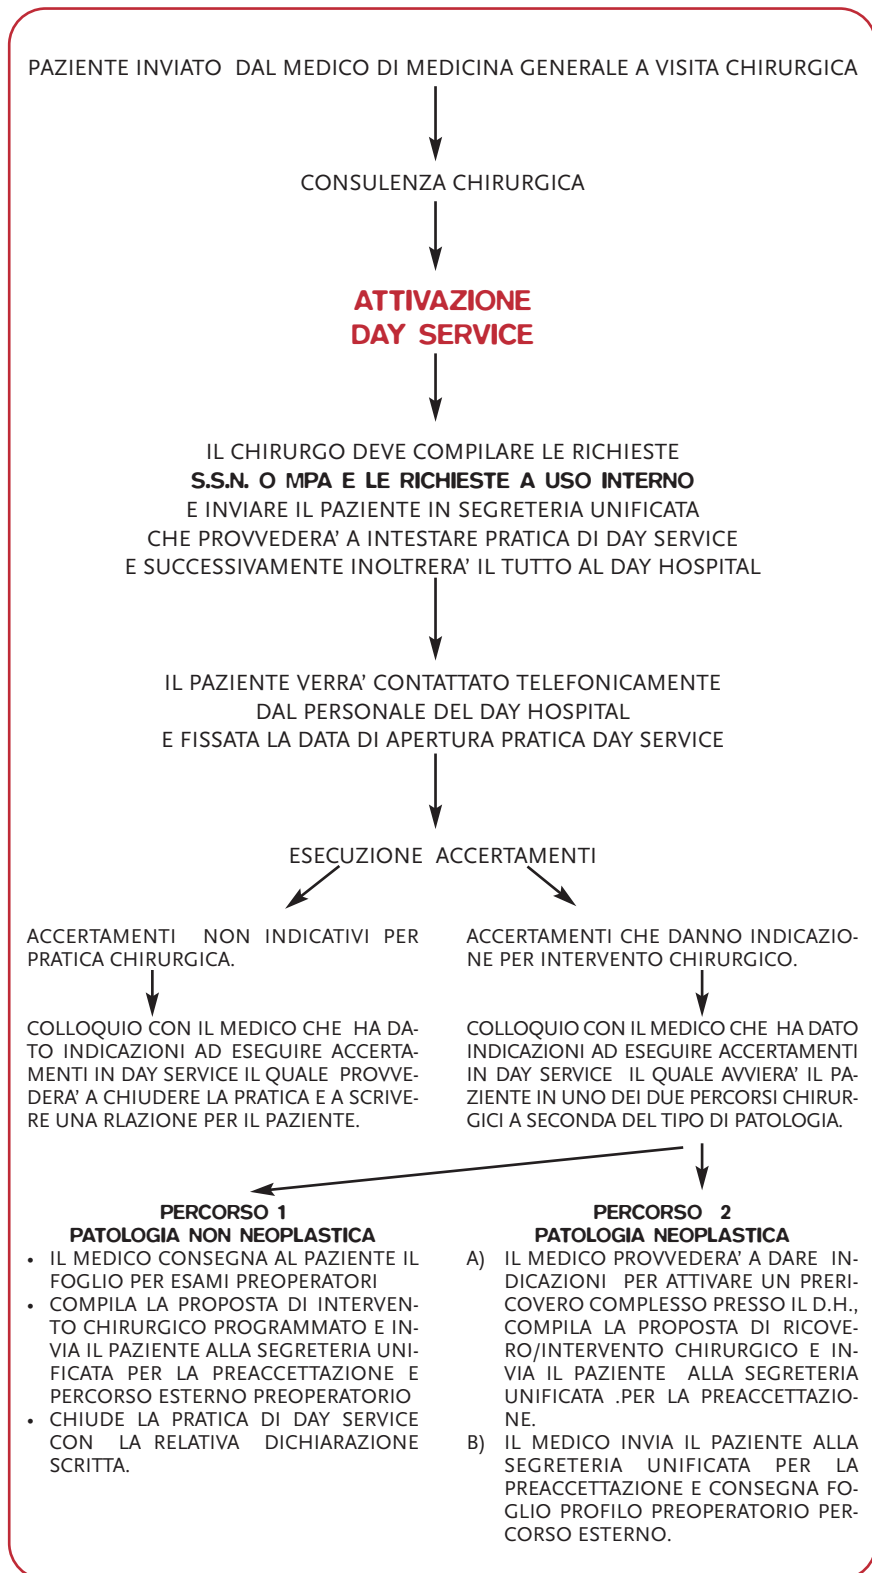 PAZIENTE INVIATO DAL MEDICO DI MEDICINA GENERALE A VISITA CHIRURGICA
CONSULENZA CHIRURGICA
ATTIVAZIONE
DAY SERVICE
IL CHIRURGO DEVE COMPILARE LE RICHIESTE
S.S.N. O MPA E LE RICHIESTE A USO INTERNO
E INVIARE IL PAZIENTE IN SEGRETERIA UNIFICATA
CHE PROVVEDERA' A INTESTARE PRATICA DI DAY SERVICE
E SUCCESSIVAMENTE INOLTRERA' IL TUTTO AL DAY HOSPITAL
IL PAZIENTE VERRA' CONTATTATO TELEFONICAMENTE
DAL PERSONALE DEL DAY HOSPITAL
E FISSATA LA DATA DI APERTURA PRATICA DAY SERVICE
ESECUZIONE ACCERTAMENTI
ACCERTAMENTI NON INDICATIVI PER
PRATICA CHIRURGICA.
COLLOQUIO CON IL MEDICO CHE HA DA-
TO INDICAZIONI AD ESEGUIRE ACCERTA-
MENTI IN DAY SERVICE IL QUALE PROVVE-
DERA' A CHIUDERE LA PRATICA E A SCRIVE-
RE UNA RLAZIONE PER IL PAZIENTE.
ACCERTAMENTI CHE DANNO INDICAZIO-
NE PER INTERVENTO CHIRURGICO.
COLLOQUIO CON IL MEDICO CHE HA DATO
INDICAZIONI AD ESEGUIRE ACCERTAMENTI
IN DAY SERVICE IL QUALE AVVIERA' IL PA-
ZIENTE IN UNO DEI DUE PERCORSI CHIRUR-
GICI A SECONDA DEL TIPO DI PATOLOGIA.
PERCORSO 1
PATOLOGIA NON NEOPLASTICA
• IL MEDICO CONSEGNA AL PAZIENTE IL
FOGLIO PER ESAMI PREOPERATORI
• COMPILA LA PROPOSTA DI INTERVEN-
TO CHIRURGICO PROGRAMMATO E IN-
VIA IL PAZIENTE ALLA SEGRETERIA UNI-
FICATA PER LA PREACCETTAZIONE E
PERCORSO ESTERNO PREOPERATORIO
• CHIUDE LA PRATICA DI DAY SERVICE
CON LA RELATIVA DICHIARAZIONE
SCRITTA.
PERCORSO 2
PATOLOGIA NEOPLASTICA
A) IL MEDICO PROVVEDERA' A DARE IN-
DICAZIONI PER ATTIVARE UN PRERI-
COVERO COMPLESSO PRESSO IL D.H.,
COMPILA LA PROPOSTA DI RICOVE-
RO/INTERVENTO CHIRURGICO E IN-
VIA IL PAZIENTE ALLA SEGRETERIA
UNIFICATA .PER LA PREACCETTAZIO-
NE.
B) IL MEDICO INVIA IL PAZIENTE ALLA
SEGRETERIA UNIFICATA PER LA
PREACCETTAZIONE E CONSEGNA FO-
GLIO PROFILO PREOPERATORIO PER-
CORSO ESTERNO.